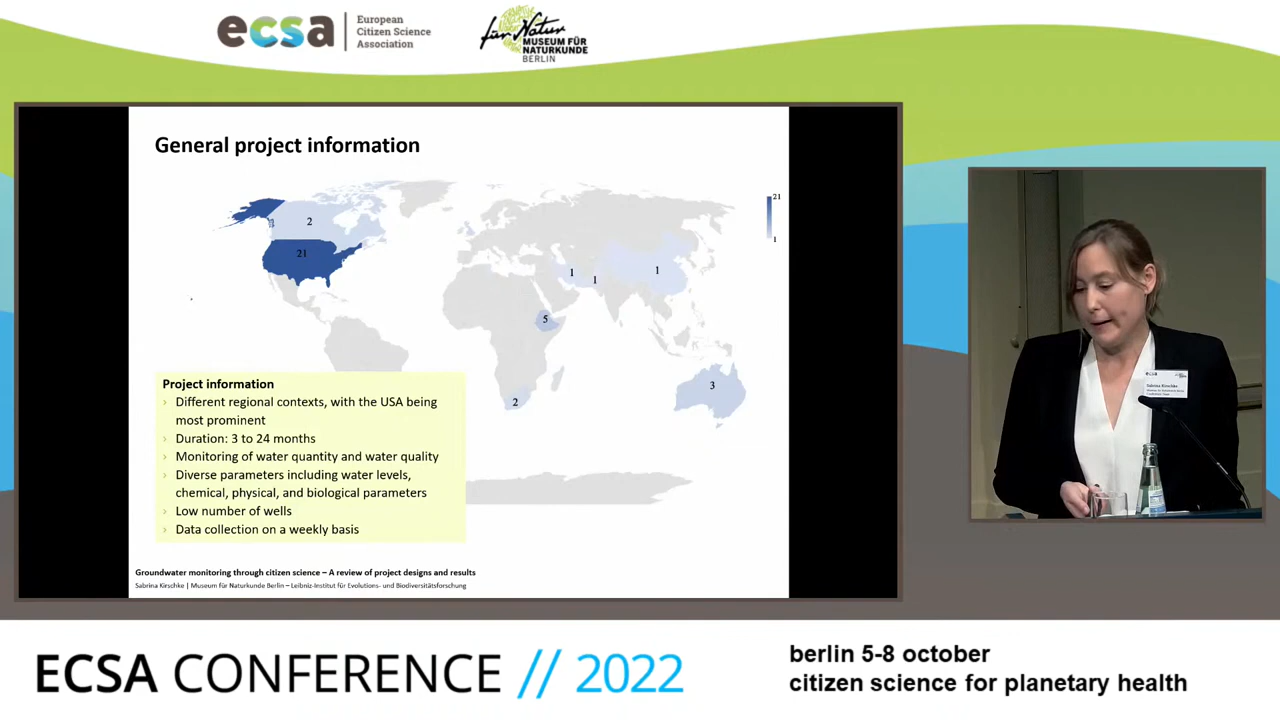 ecsa
European
Citizen Science
Association
für Natur
MUSEUM FÜR
NATURKUNDE
BERLIN
General project information
21
1
2
21
1
1
1
5
2
3
Project information
› Different regional contexts, with the USA being
most prominent
› Duration: 3 to 24 months
› Monitoring of water quantity and water quality
› Diverse parameters including water levels,
chemical, physical, and biological parameters
› Low number of wells
› Data collection on a weekly basis
Groundwater monitoring through citizen science – A review of project designs and results
Sabrina Kirschke | Museum für Naturkunde Berlin – Leibniz-Institut für Evolutions- und Biodiversitätsforschung
ecsa
Sabrina Kirschke
ECSA CONFERENCE // 2022
berlin 5-8 october
citizen science for planetary health